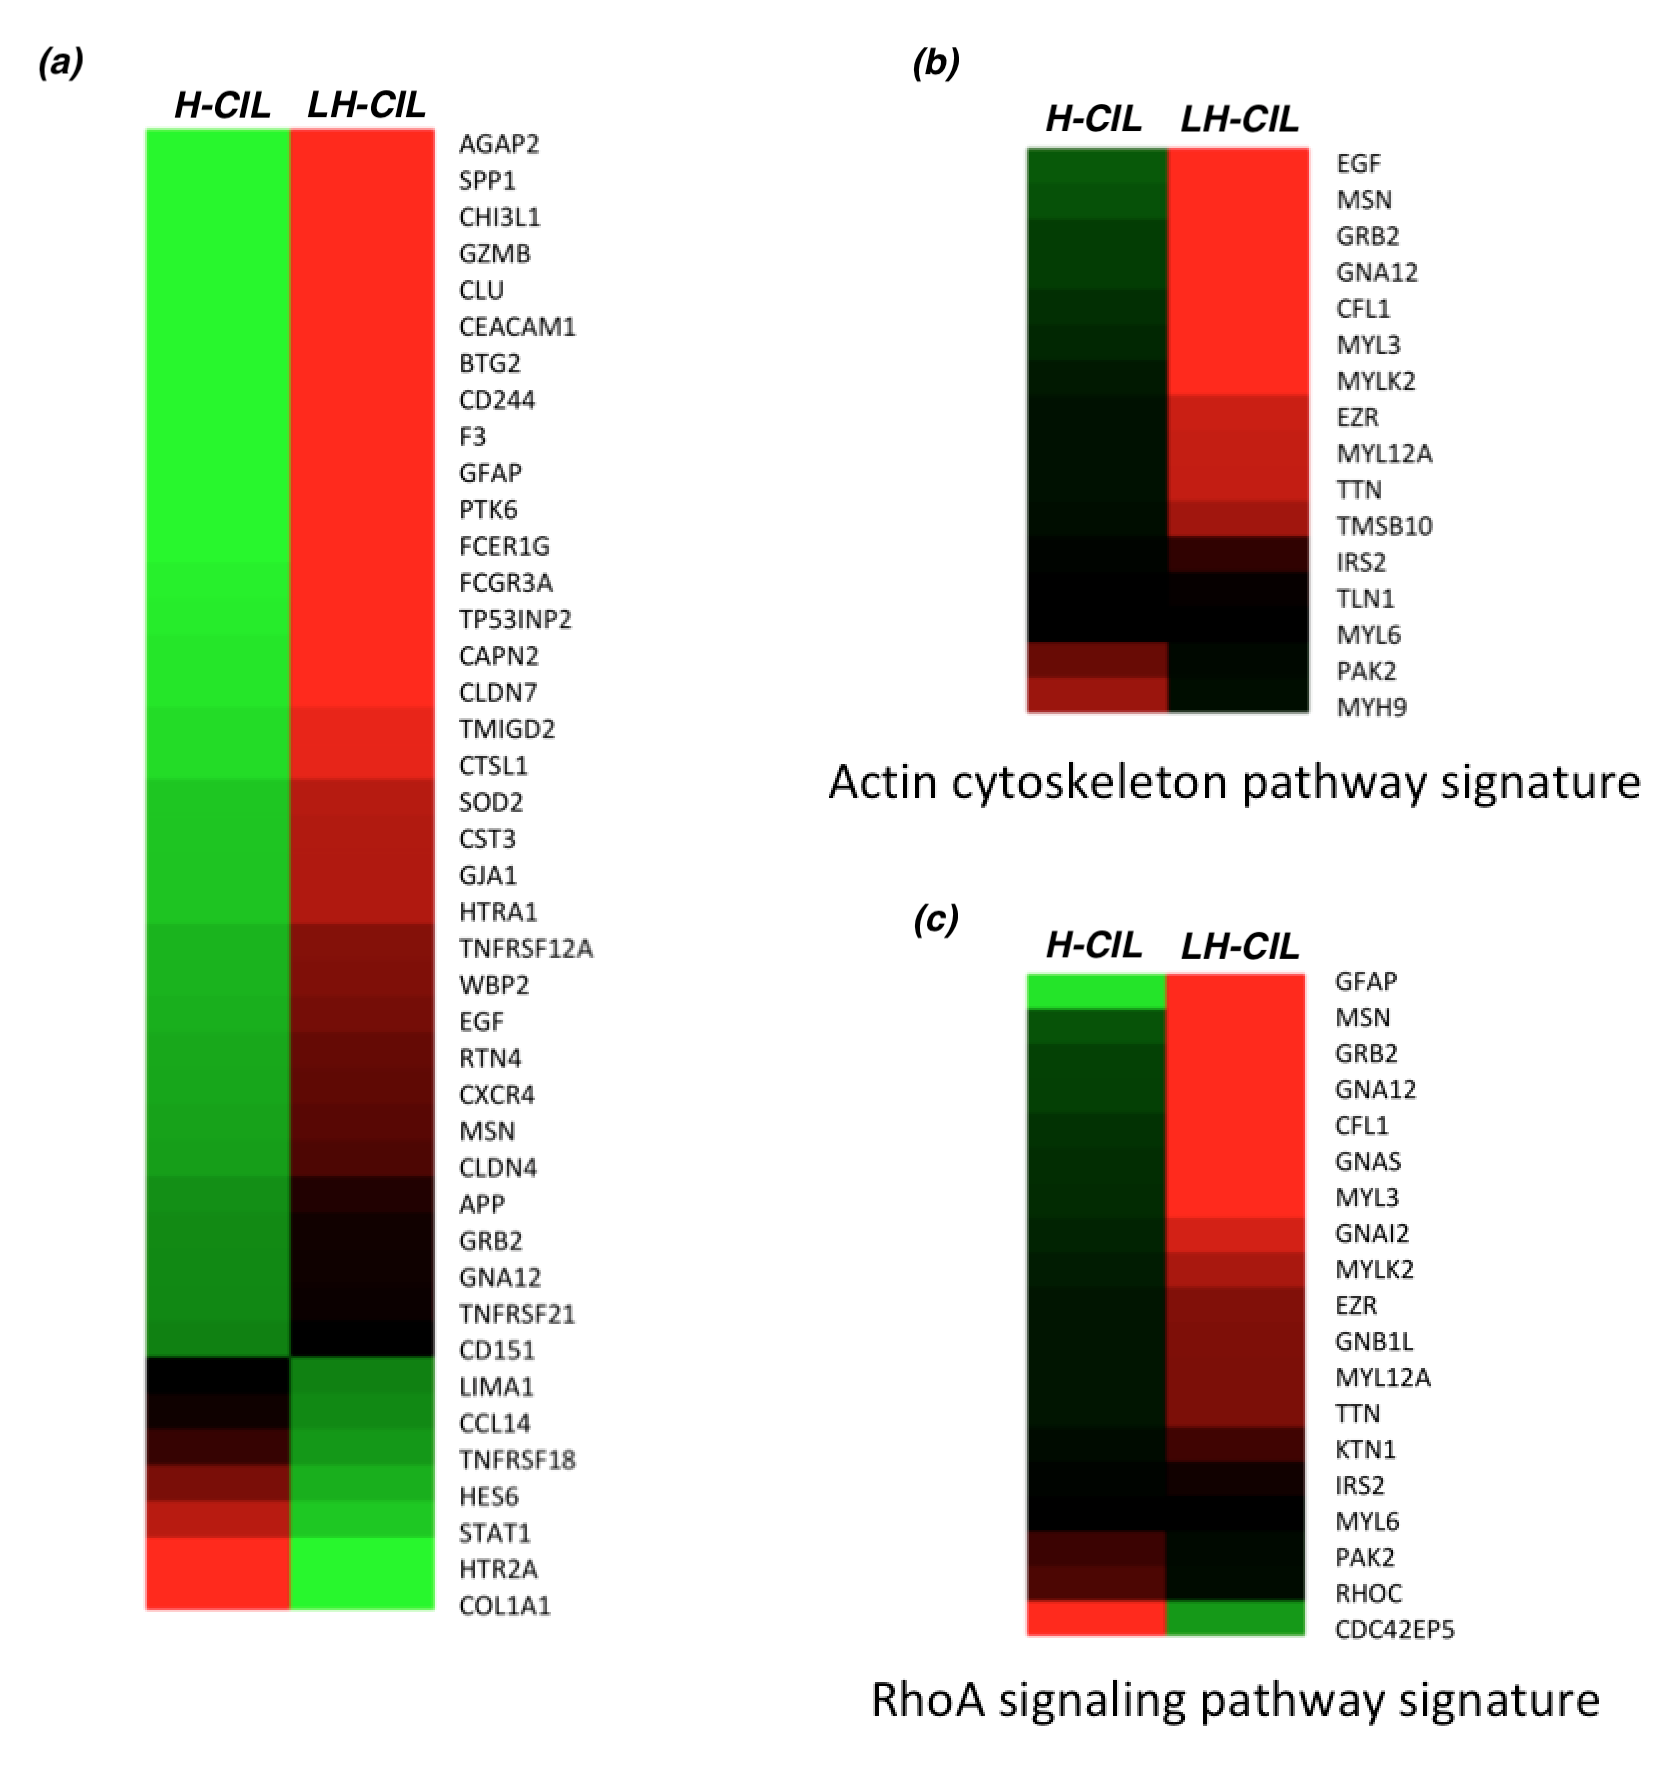 (a)
H-CIL LH-CIL
AGAP2
SPP1
CHI3L1
GZMB
CLU
CEACAM1
BTG2
CD244
F3
GFAP
PTK6
FCER1G
FCGR3A
TP53INP2
CAPN2
CLDN7
TMIGD2
CTSL1
SOD2
CST3
GJA1
HTRA1
TNFRSF12A
WBP2
EGF
RTN4
CXCR4
MSN
CLDN4
APP
GRB2
GNA12
TNFRSF21
CD151
LIMA1
CCL14
TNFRSF18
HES6
STAT1
HTR2A
COL1A1
(b)
H-CIL LH-CIL
EGF
MSN
GRB2
GNA12
CFL1
MYL3
MYLK2
EZR
MYL12A
TTN
TMSB10
IRS2
TLN1
MYL6
PAK2
MYH9
Actin cytoskeleton pathway signature
(c)
H-CIL LH-CIL
GFAP
MSN
GRB2
GNA12
CFL1
GNAS
MYL3
GNAI2
MYLK2
EZR
GNB1L
MYL12A
TTN
KTN1
IRS2
MYL6
PAK2
RHOC
CDC42EP5
RhoA signaling pathway signature